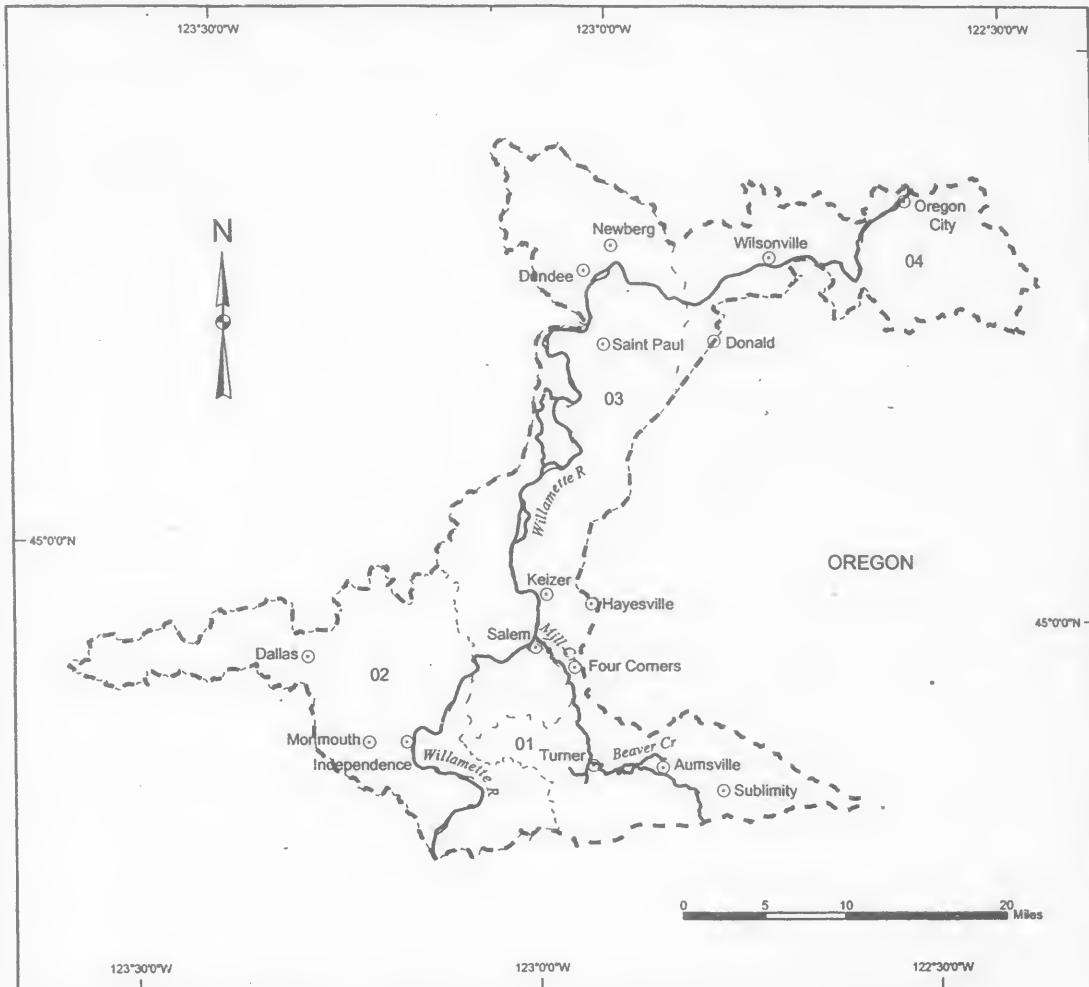 123°30'0"W
123°0'0"W
122°30'0"W
N
Newberg
Dundee
Wilsonville
Oregon
City
04
Saint Paul
Donald
03
Willamette R
45°0'0"N
OREGON
Keizer
Hayesville
45°0'0"N
Salem
Mill Cr
Four Corners
Dallas
02
Monmouth
Independence
Willamette R
01
Turner
Beaver Cr
Aumsville
Sublimity
0 5 10 20
Miles
123°30'0"W
123°0'0"W
122°30'0"W